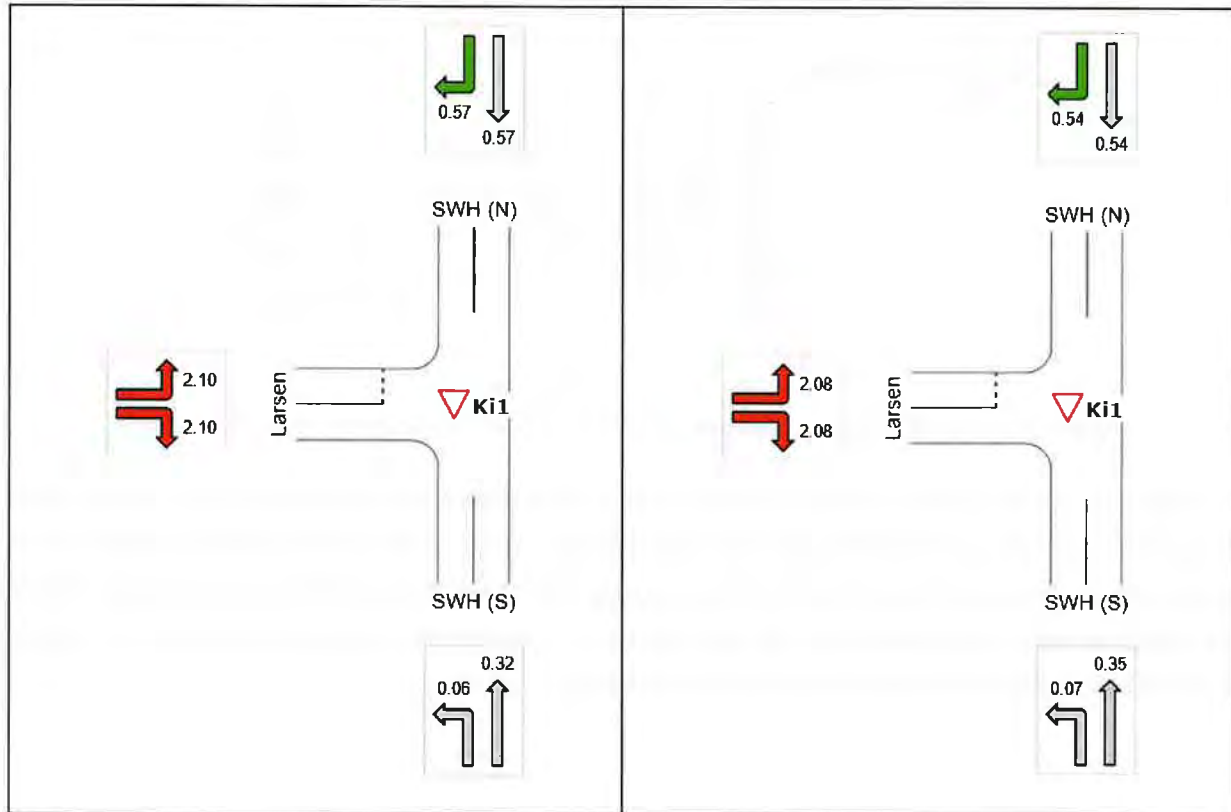 0.57
0.57
SWH (N)
2.10
2.10
Larsen
Ki1
SWH (S)
0.32
0.06
0.54
0.54
SWH (N)
2.08
2.08
Larsen
Ki1
SWH (S)
0.35
0.07